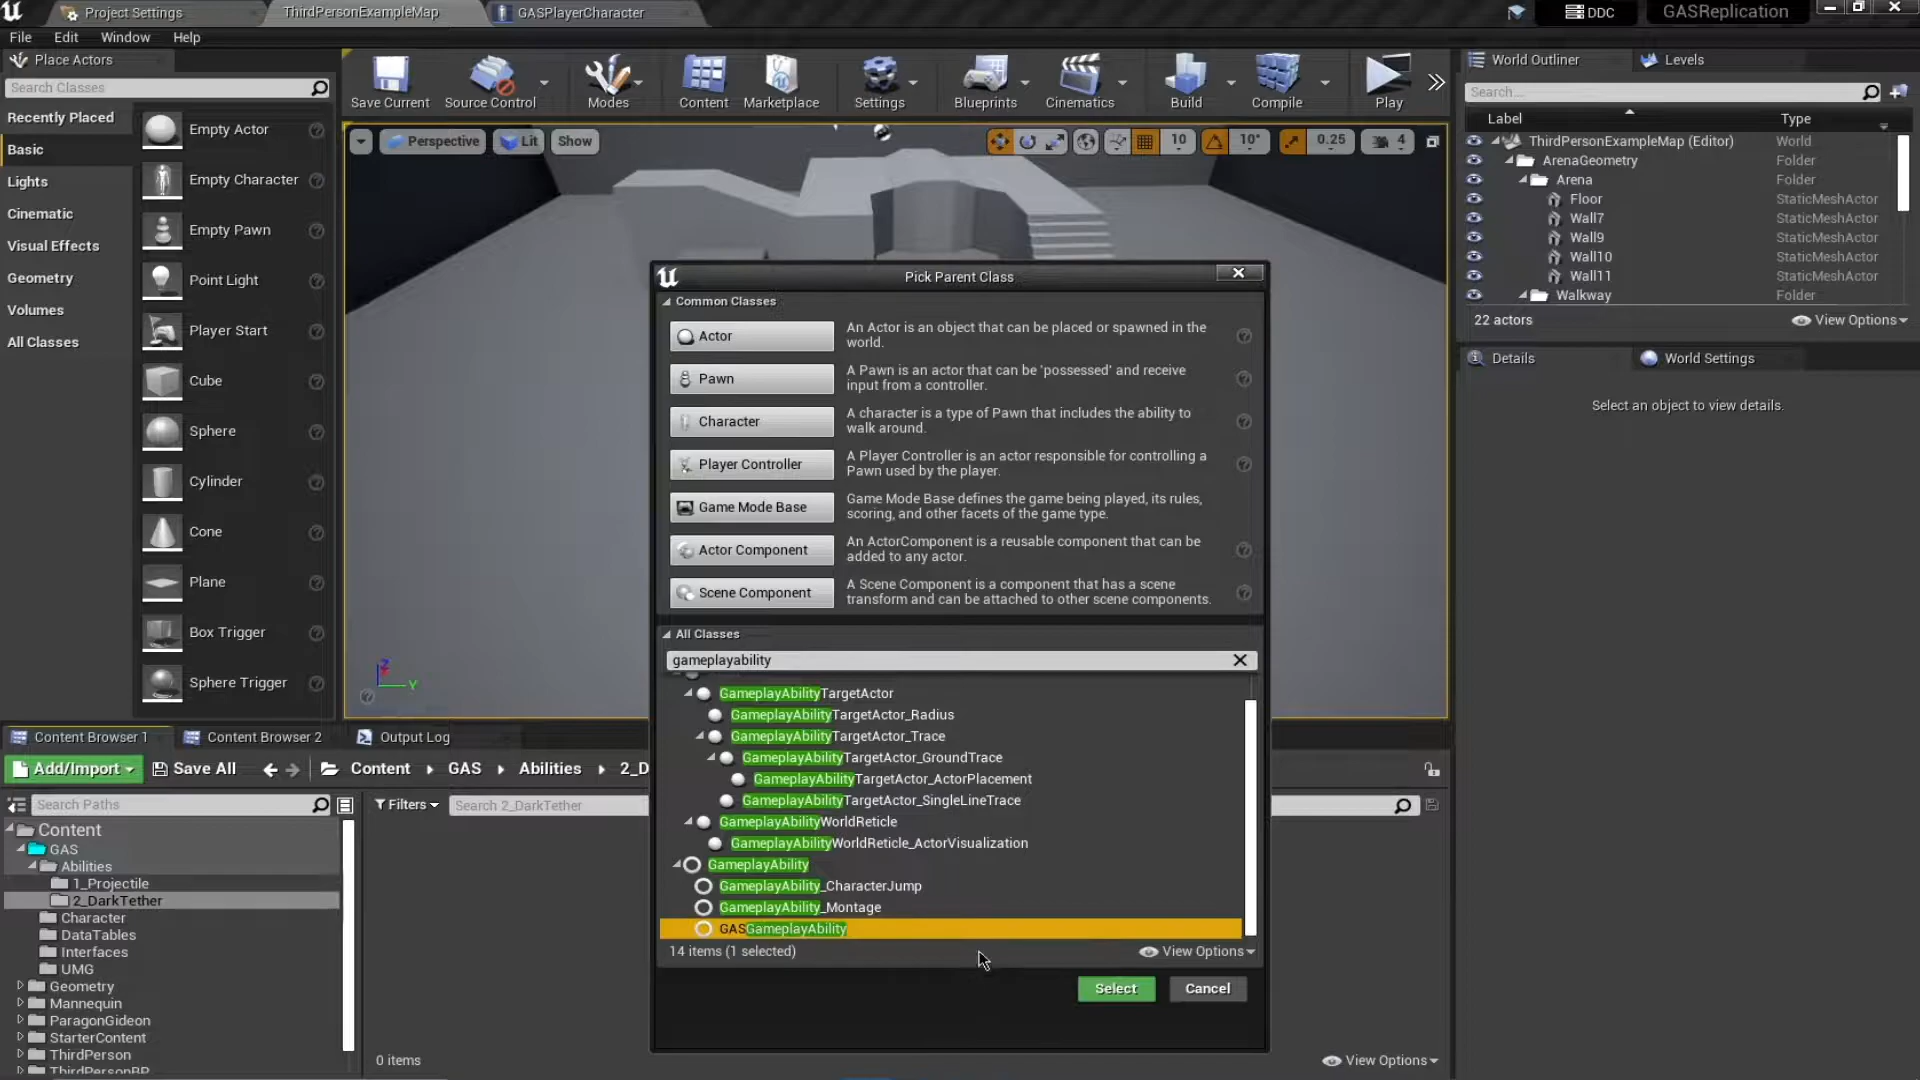 Project Settings
ThirdPersonExampleMap
GASPlayerCharacter
DDC
GASReplication
File
Edit
Window
Help
Place Actors
Search Classes
Recently Placed
Basic
Lights
Cinematic
Visual Effects
Geometry
Volumes
All Classes
Empty Actor
Empty Character
Empty Pawn
Point Light
Player Start
Cube
Sphere
Cylinder
Cone
Plane
Box Trigger
Sphere Trigger
Save Current
Source Control
Modes
Content
Marketplace
Settings
Blueprints
Cinematics
Build
Compile
Play
Perspective
Lit
Show
10
10°
0.25
4
Z
Y
World Outliner
Levels
Search...
Label
Type
ThirdPersonExampleMap (Editor) World
ArenaGeometry Folder
Arena Folder
Floor StaticMeshActor
Wall7 StaticMeshActor
Wall9 StaticMeshActor
Wall10 StaticMeshActor
Wall11 StaticMeshActor
Walkway Folder
22 actors
View Options
Details
World Settings
Select an object to view details.
Pick Parent Class
Common Classes
Actor
An Actor is an object that can be placed or spawned in the
world.
Pawn
A Pawn is an actor that can be 'possessed' and receive
input from a controller.
Character
A character is a type of Pawn that includes the ability to
walk around.
Player Controller
A Player Controller is an actor responsible for controlling a
Pawn used by the player.
Game Mode Base
Game Mode Base defines the game being played, its rules,
scoring, and other facets of the game type.
Actor Component
An ActorComponent is a reusable component that can be
added to any actor.
Scene Component
A Scene Component is a component that has a scene
transform and can be attached to other scene components.
All Classes
gameplayability
GameplayAbilityTargetActor
GameplayAbilityTargetActor_Radius
GameplayAbilityTargetActor_Trace
GameplayAbilityTargetActor_GroundTrace
GameplayAbilityTargetActor_ActorPlacement
GameplayAbilityTargetActor_SingleLineTrace
GameplayAbilityWorldReticle
GameplayAbilityWorldReticle_ActorVisualization
GameplayAbility
GameplayAbility_CharacterJump
GameplayAbility_Montage
GASGameplayAbility
14 items (1 selected)
View Options
Select
Cancel
Content Browser 1
Content Browser 2
Output Log
Add/Import
Save All
Content
GAS
Abilities
2_D
Search Paths
Filters
Search 2_DarkTether
Content
GAS
Abilities
1_Projectile
2_DarkTether
Character
DataTables
Interfaces
UMG
Geometry
Mannequin
ParagonGideon
StarterContent
ThirdPerson
ThirdPersonBP
0 items
View Options